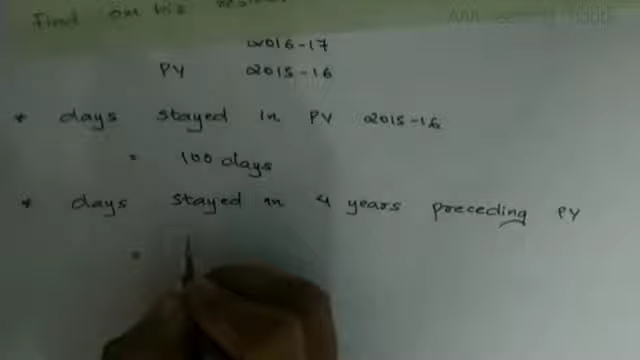 Find out his
2016-17
PY 2015-16
* days stayed in PY 2015-16
= 100 days
* days stayed in 4 years preceding PY
=